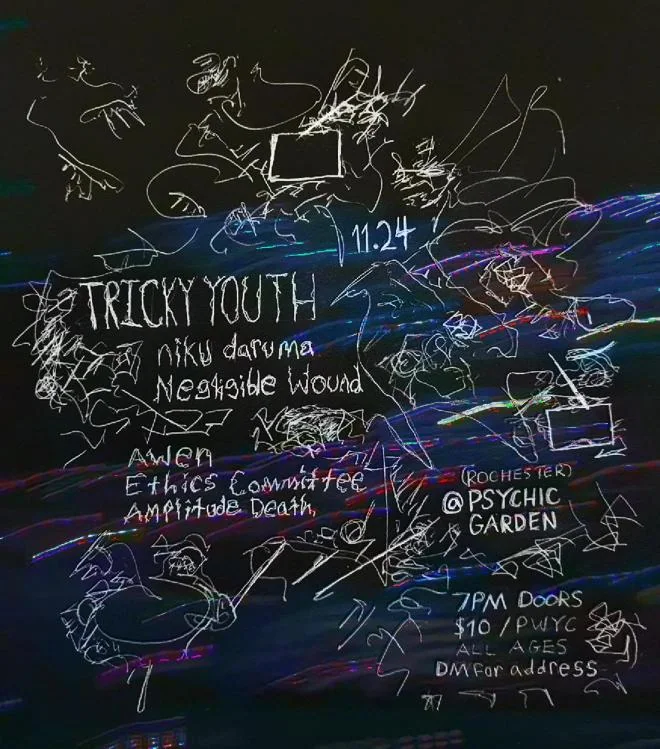 11.24
TRICKY YOUTH
niku daruma
Negligible Wound
Awen
Ethics Committee
Amplitude Death
(ROCHESTER)
@PSYCHIC
GARDEN
7PM DOORS
$10 / PWYC
ALL AGES
DM For address